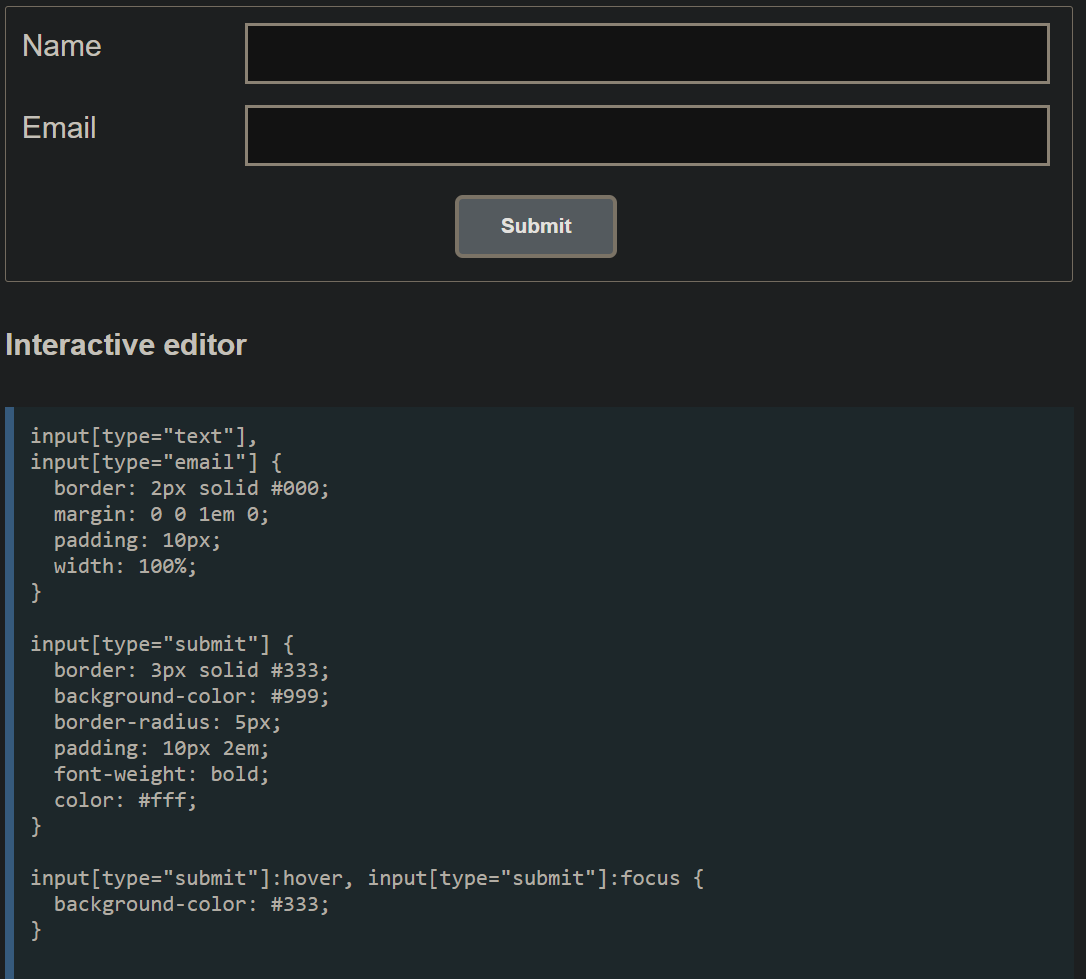 Name
Email
Submit
Interactive editor
input[type="text"],
input[type="email"] {
  border: 2px solid #000;
  margin: 0 0 1em 0;
  padding: 10px;
  width: 100%;
}

input[type="submit"] {
  border: 3px solid #333;
  background-color: #999;
  border-radius: 5px;
  padding: 10px 2em;
  font-weight: bold;
  color: #fff;
}

input[type="submit"]:hover, input[type="submit"]:focus {
  background-color: #333;
}